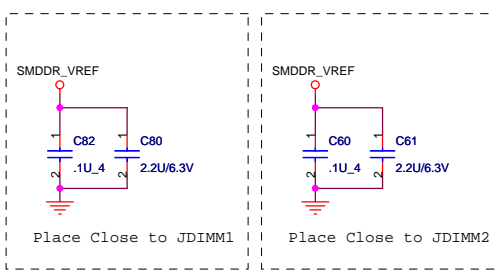 SMDDR_VREF
1
1
C82
C80
.1U_4
2.2U/6.3V
2
2
Place Close to JDIMM1
SMDDR_VREF
1
1
C60
C61
.1U_4
2.2U/6.3V
2
2
Place Close to JDIMM2